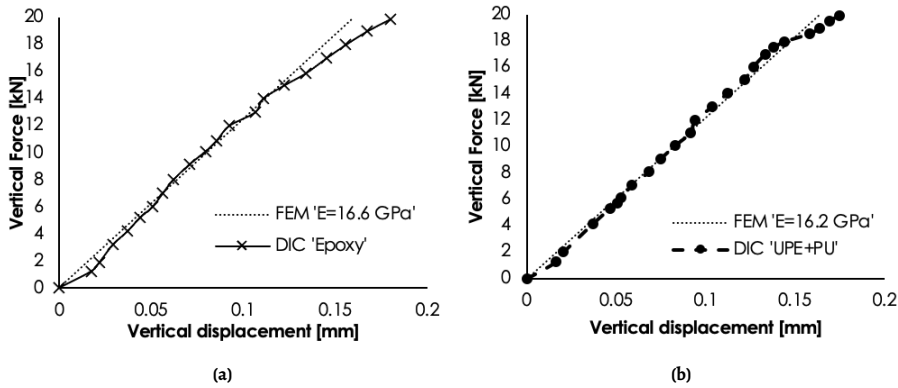 20
18
16
14
12
10
8
6
4
2
0
Vertical Force [kN]
FEM 'E=16.6 GPa'
DIC 'Epoxy'
0 0.05 0.1 0.15 0.2
Vertical displacement [mm]
(a)
20
18
16
14
12
10
8
6
4
2
0
Vertical Force [kN]
FEM 'E=16.2 GPa'
DIC 'UPE+PU'
0 0.05 0.1 0.15 0.2
Vertical displacement [mm]
(b)